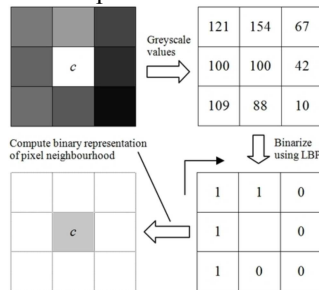 Greyscale
values
c
121 154 67
100 100 42
109 88 10
Compute binary representation
of pixel neighbourhood
Binarize
using LBP
c
1 1 0
1 0
1 0 0